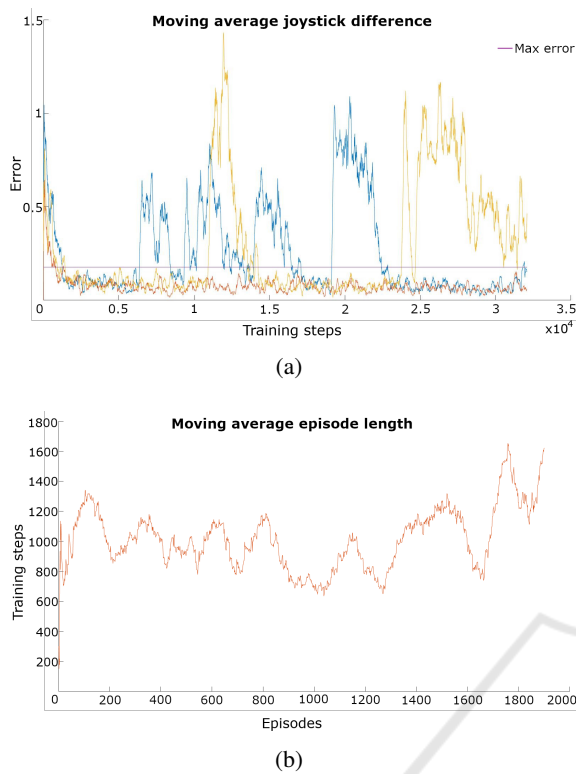 Moving average joystick difference
1.5
Max error
1
Error
0.5
0 0.5 1 1.5 2 2.5 3 3.5
Training steps
x10⁴
(a)
Moving average episode length
1800
1600
1400
1200
1000
800
600
400
200
Training steps
0 200 400 600 800 1000 1200 1400 1600 1800 2000
Episodes
(b)